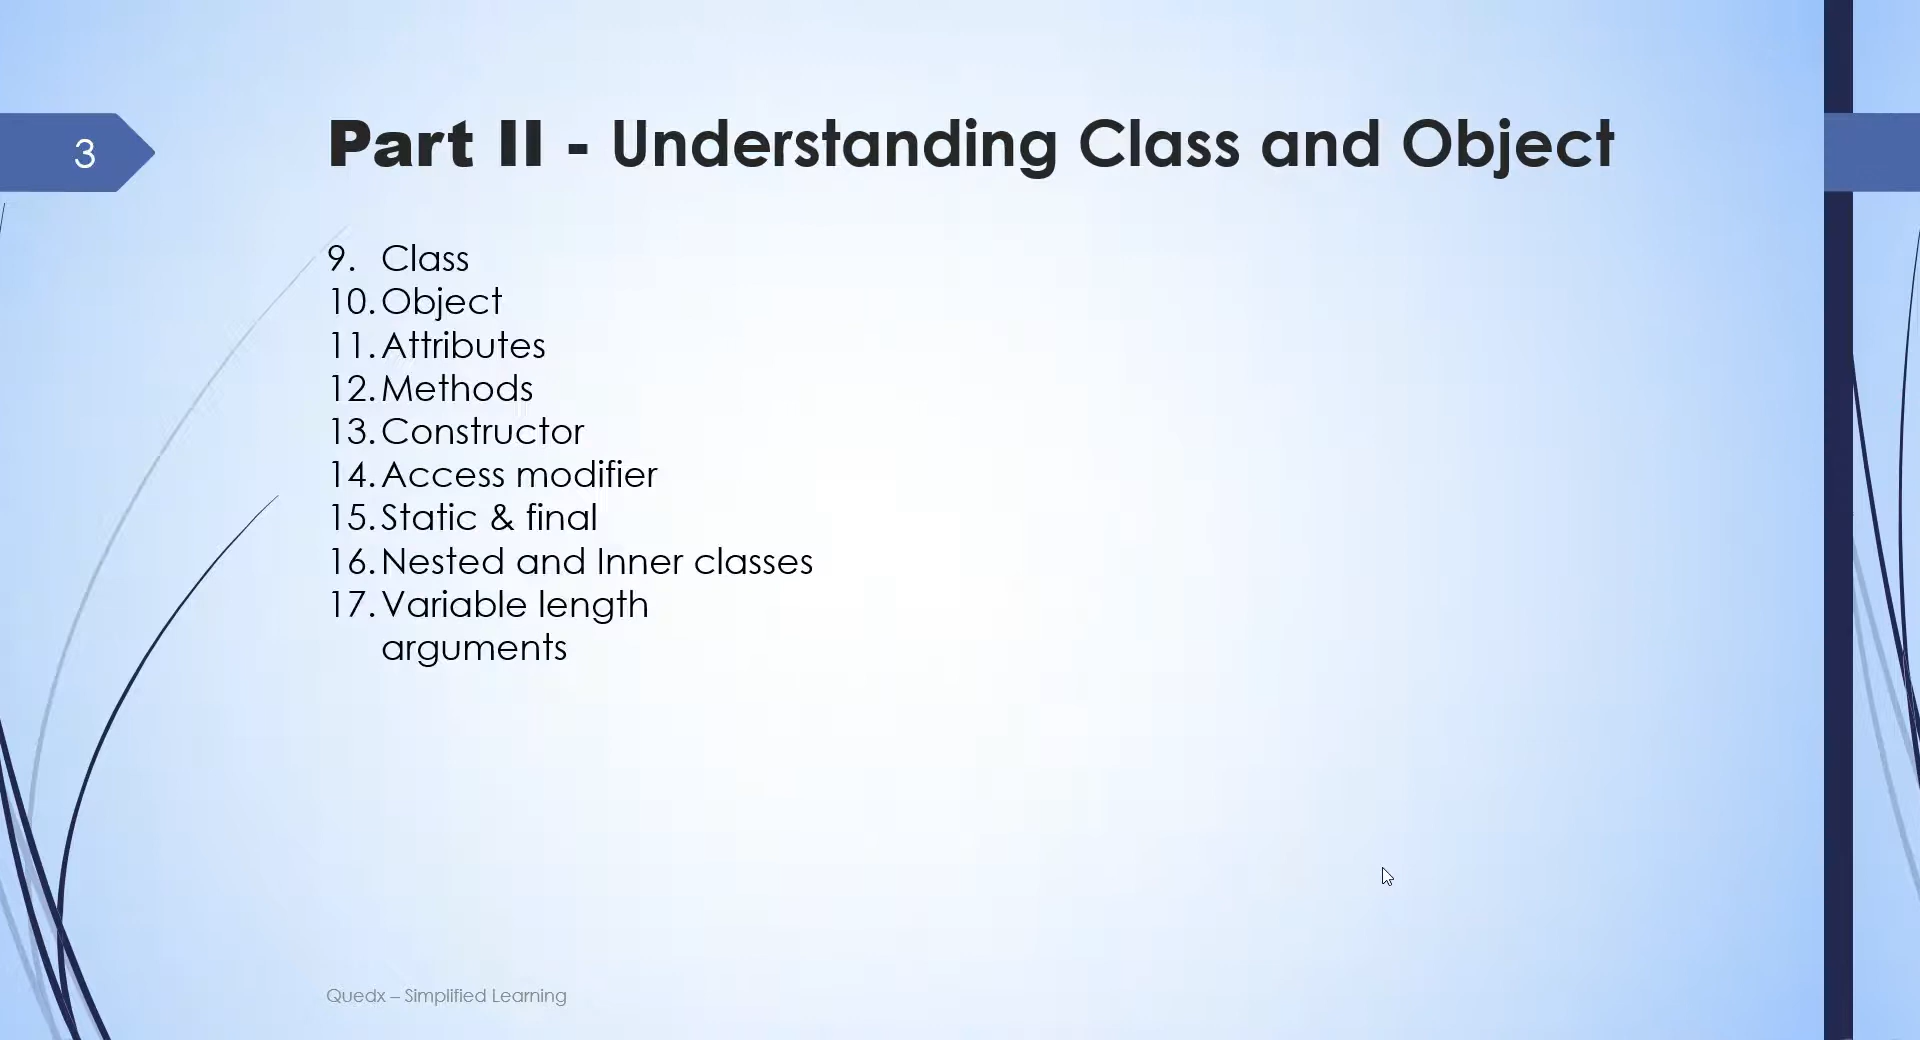 3
Part II - Understanding Class and Object
9. Class
10. Object
11. Attributes
12. Methods
13. Constructor
14. Access modifier
15. Static & final
16. Nested and Inner classes
17. Variable length
arguments
Quedx – Simplified Learning